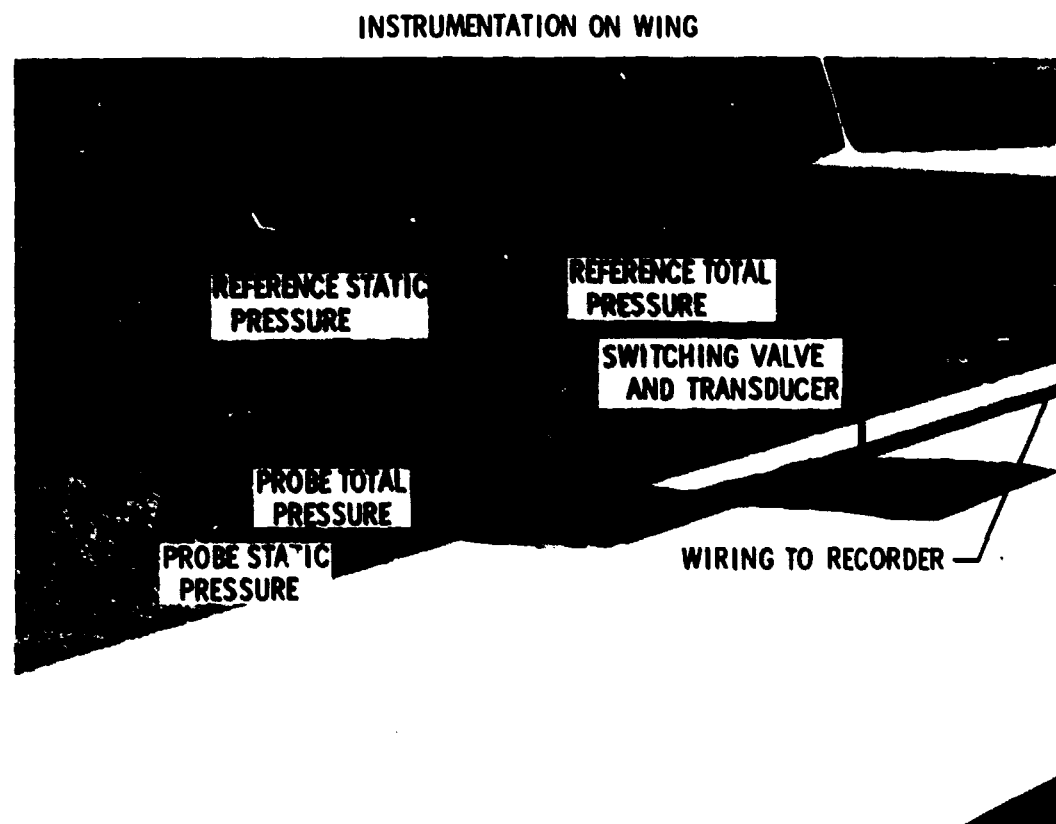 INSTRUMENTATION ON WING
REFERENCE STATIC
PRESSURE
REFERENCE TOTAL
PRESSURE
SWITCHING VALVE
AND TRANSDUCER
PROBE TOTAL
PRESSURE
PROBE STATIC
PRESSURE
WIRING TO RECORDER